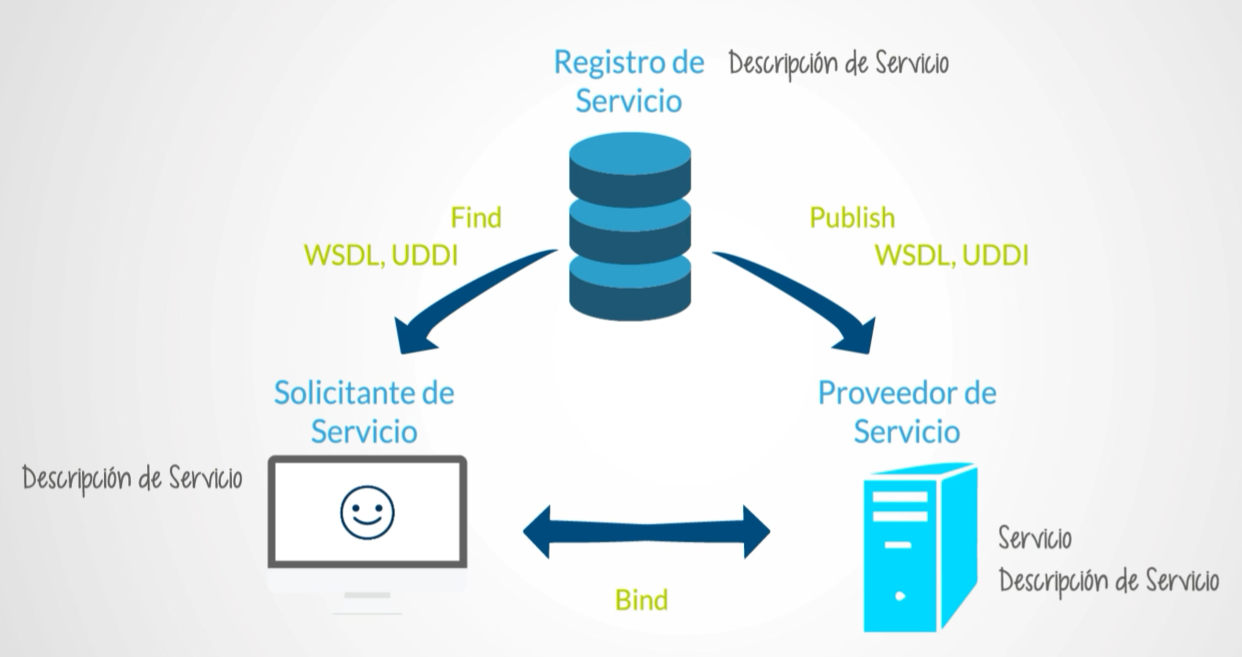 Registro de
Servicio
Descripción de Servicio
Find
WSDL, UDDI
Publish
WSDL, UDDI
Solicitante de
Servicio
Descripción de Servicio
Proveedor de
Servicio
Servicio
Descripción de Servicio
Bind